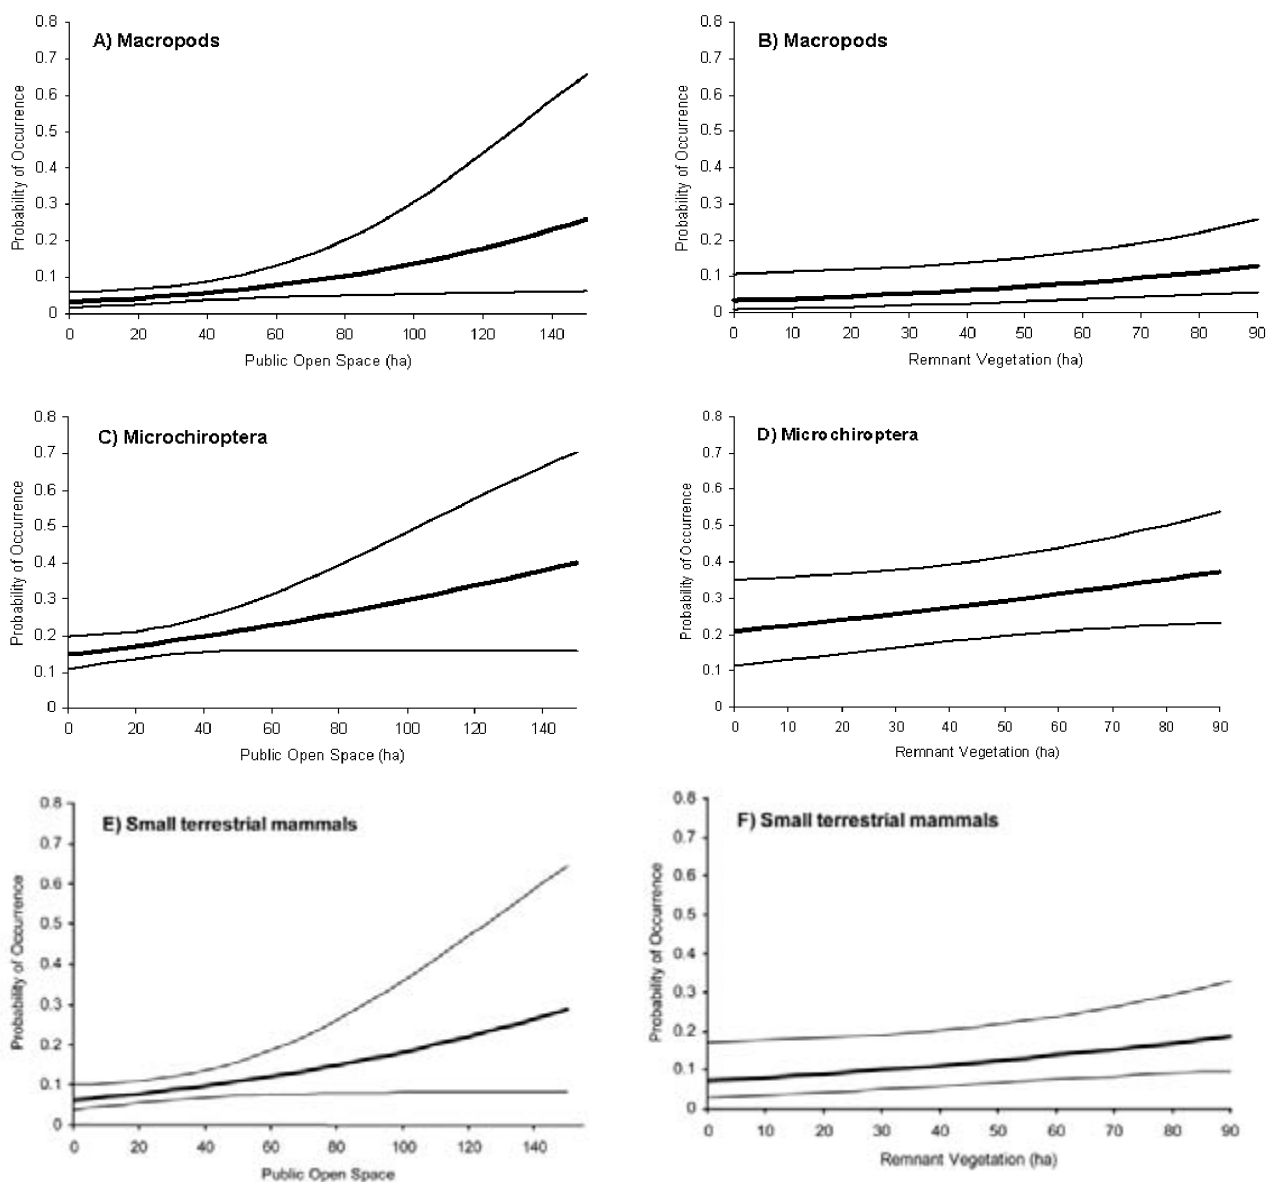 A) Macropods
Probability of Occurrence
0.8
0.7
0.6
0.5
0.4
0.3
0.2
0.1
0
0 20 40 60 80 100 120 140
Public Open Space (ha)
B) Macropods
Probability of Occurrence
0.8
0.7
0.6
0.5
0.4
0.3
0.2
0.1
0
0 10 20 30 40 50 60 70 80 90
Remnant Vegetation (ha)
C) Microchiroptera
Probability of Occurrence
0.8
0.7
0.6
0.5
0.4
0.3
0.2
0.1
0
0 20 40 60 80 100 120 140
Public Open Space (ha)
D) Microchiroptera
Probability of Occurrence
0.8
0.7
0.6
0.5
0.4
0.3
0.2
0.1
0
0 10 20 30 40 50 60 70 80 90
Remnant Vegetation (ha)
E) Small terrestrial mammals
Probability of Occurrence
0.8
0.7
0.6
0.5
0.4
0.3
0.2
0.1
0
0 20 40 60 80 100 120 140
Public Open Space
F) Small terrestrial mammals
Probability of Occurrence
0.8
0.7
0.6
0.5
0.4
0.3
0.2
0.1
0
0 10 20 30 40 50 60 70 80 90
Remnant Vegetation (ha)